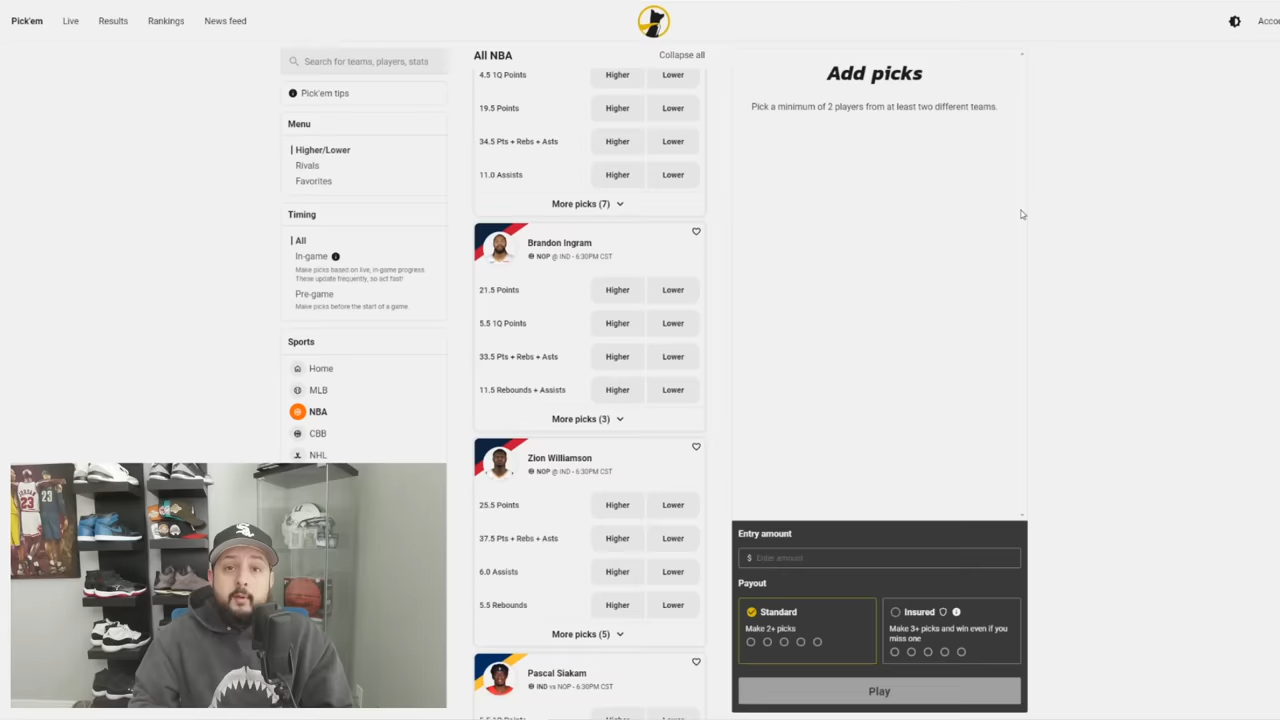 Pick'em
Live
Results
Rankings
News feed
Accou
Search for teams, players, stats
Pick'em tips
Menu
Higher/Lower
Rivals
Favorites
Timing
All
In-game
Make picks based on live, in-game progress
These update frequently, so act fast!
Pre-game
Make picks before the start of a game.
Sports
Home
MLB
NBA
CBB
NHL
All NBA
Collapse all
4.5 1Q Points Higher Lower
19.5 Points Higher Lower
34.5 Pts + Rebs + Asts Higher Lower
11.0 Assists Higher Lower
More picks (7)
Brandon Ingram
NOP @ IND - 6:30PM CST
21.5 Points Higher Lower
5.5 1Q Points Higher Lower
33.5 Pts + Rebs + Asts Higher Lower
11.5 Rebounds + Assists Higher Lower
More picks (3)
Zion Williamson
NOP @ IND - 6:30PM CST
25.5 Points Higher Lower
37.5 Pts + Rebs + Asts Higher Lower
6.0 Assists Higher Lower
5.5 Rebounds Higher Lower
More picks (5)
Pascal Siakam
IND vs NOP - 6:30PM CST
Add picks
Pick a minimum of 2 players from at least two different teams.
Entry amount
$ Enter amount
Payout
Standard
Make 2+ picks
Insured
Make 3+ picks and win even if you
miss one
Play
23
23